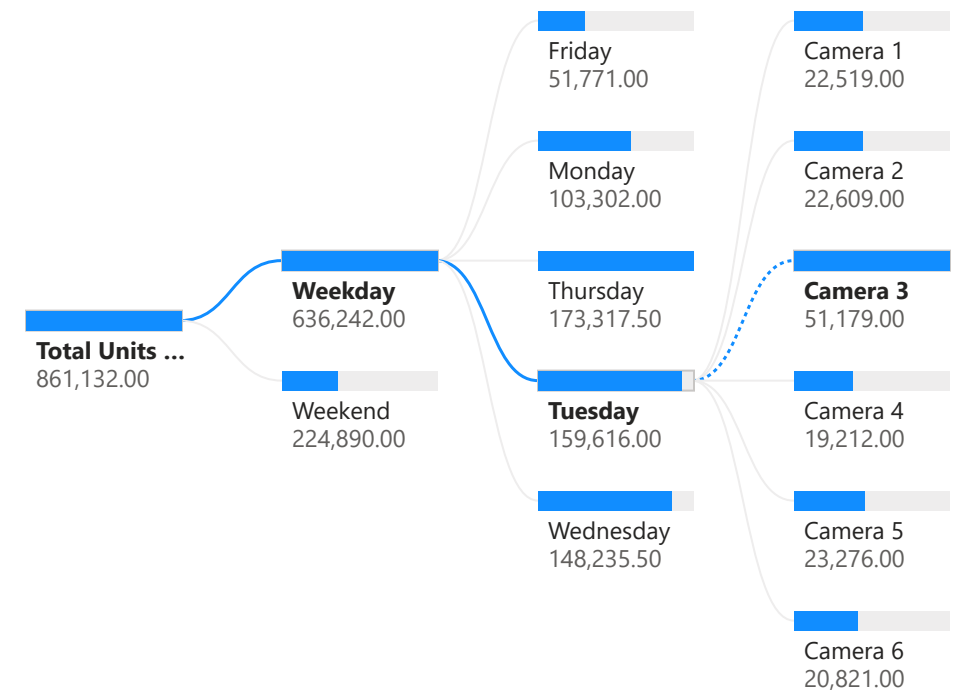 Total Units ...
861,132.00
Weekday
636,242.00
Weekend
224,890.00
Friday
51,771.00
Monday
103,302.00
Thursday
173,317.50
Tuesday
159,616.00
Wednesday
148,235.50
Camera 1
22,519.00
Camera 2
22,609.00
Camera 3
51,179.00
Camera 4
19,212.00
Camera 5
23,276.00
Camera 6
20,821.00